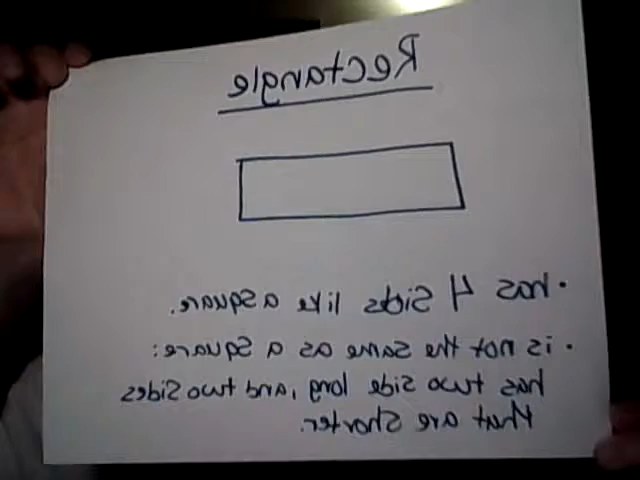 Rectangle
• has 4 sids like a square.
• is not the same as a square:
has two side long, and two sides
that are shorter.